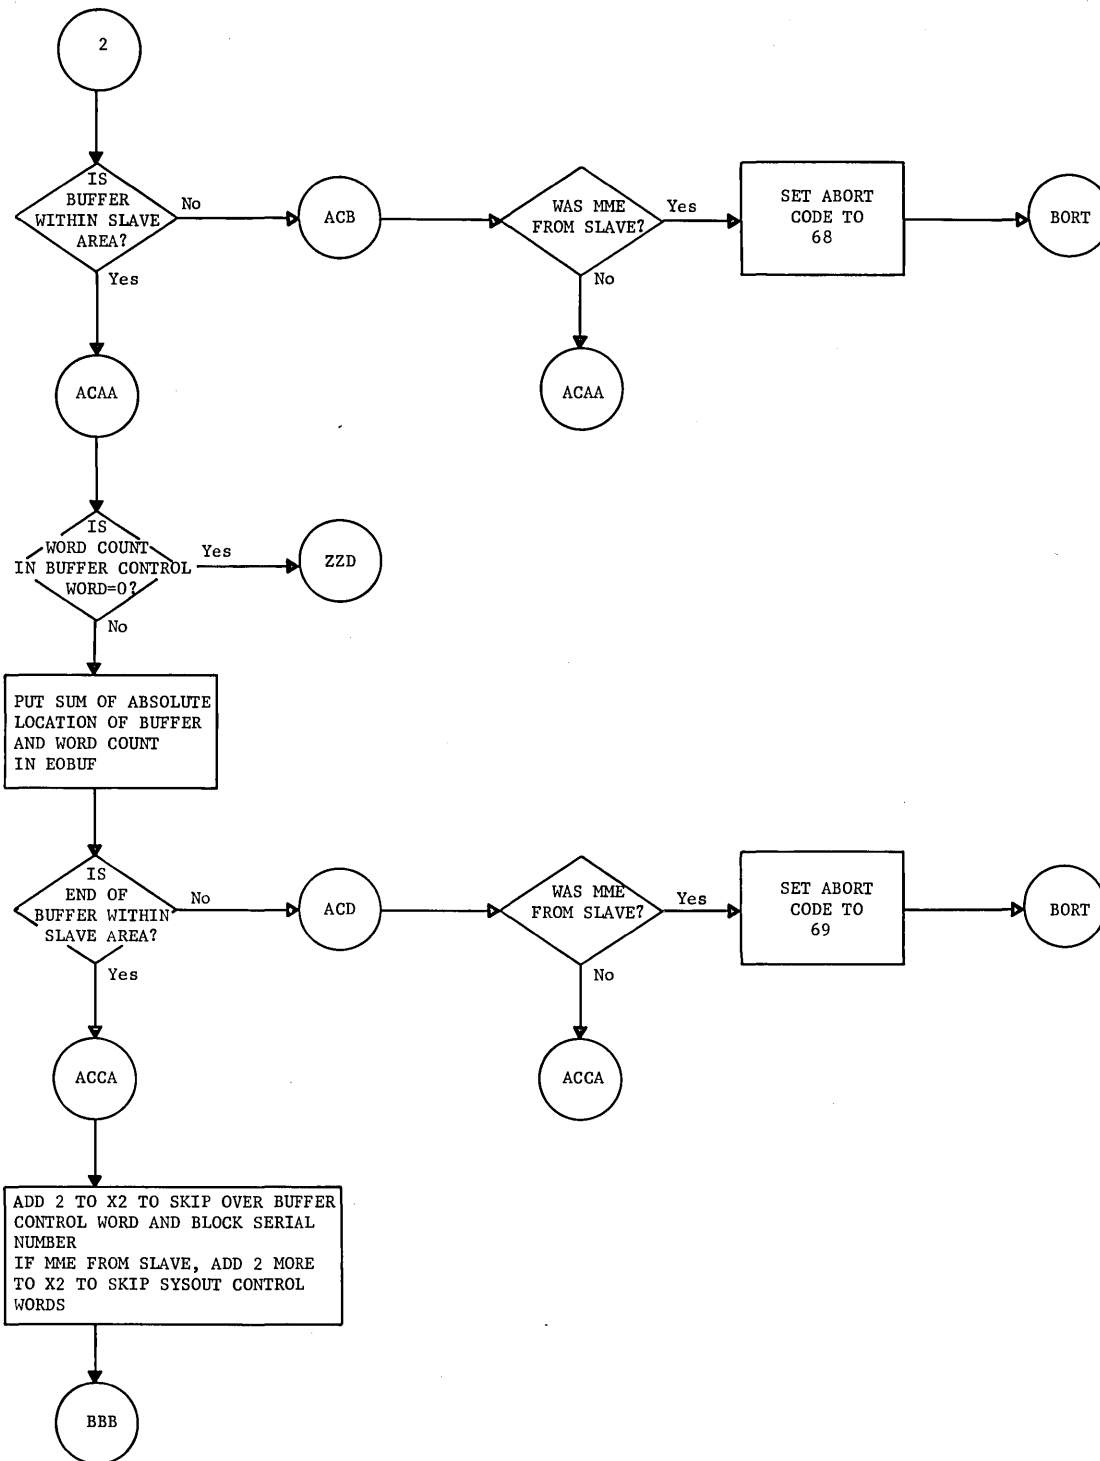 2
IS
BUFFER
WITHIN SLAVE
AREA?
No
ACB
WAS MME
FROM SLAVE?
Yes
SET ABORT
CODE TO
68
BORT
Yes
No
ACAA
ACAA
IS
WORD COUNT
IN BUFFER CONTROL
WORD=0?
Yes
ZZD
No
PUT SUM OF ABSOLUTE
LOCATION OF BUFFER
AND WORD COUNT
IN EOBUF
IS
END OF
BUFFER WITHIN
SLAVE AREA?
No
ACD
WAS MME
FROM SLAVE?
Yes
SET ABORT
CODE TO
69
BORT
Yes
No
ACCA
ACCA
ADD 2 TO X2 TO SKIP OVER BUFFER
CONTROL WORD AND BLOCK SERIAL
NUMBER
IF MME FROM SLAVE, ADD 2 MORE
TO X2 TO SKIP SYSOUT CONTROL
WORDS
BBB